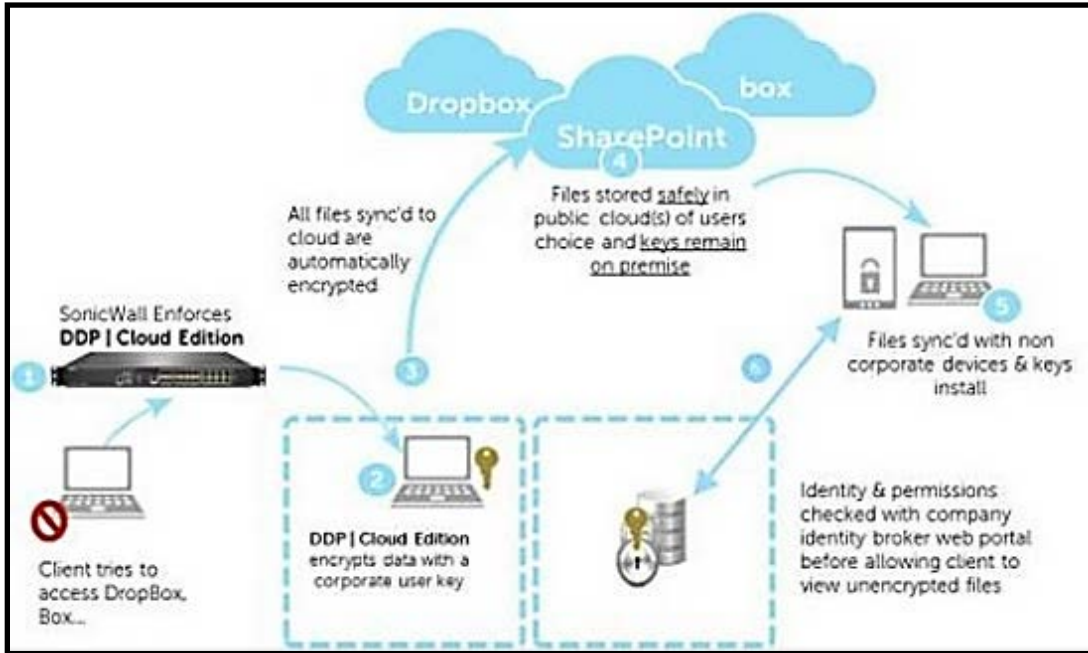 Dropbox
box
SharePoint
4
All files sync'd to
cloud are
automatically
encrypted
Files stored safely in
public cloud(s) of users
choice and keys remain
on premise
SonicWall Enforces
DDP | Cloud Edition
1
3
6
5
Files sync'd with non
corporate devices & keys
install
2
Client tries to
access DropBox,
Box...
DDP | Cloud Edition
encrypts data with a
corporate user key
Identity & permissions
checked with company
identity broker web portal
before allowing client to
view unencrypted files